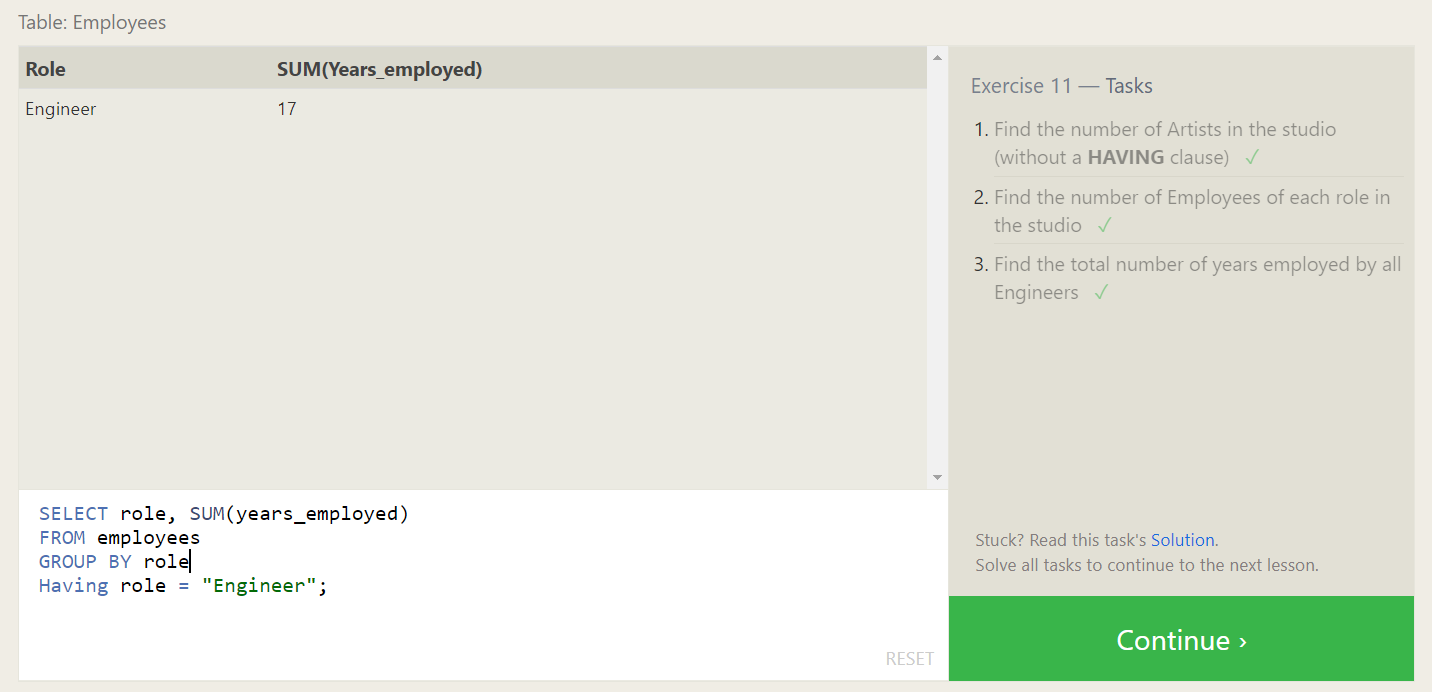 Table: Employees
Role SUM(Years_employed)
Engineer 17
SELECT role, SUM(years_employed)
FROM employees
GROUP BY role
Having role = "Engineer";
RESET
Exercise 11 — Tasks
1. Find the number of Artists in the studio
(without a HAVING clause) ✓
2. Find the number of Employees of each role in
the studio ✓
3. Find the total number of years employed by all
Engineers ✓
Stuck? Read this task's Solution.
Solve all tasks to continue to the next lesson.
Continue ›